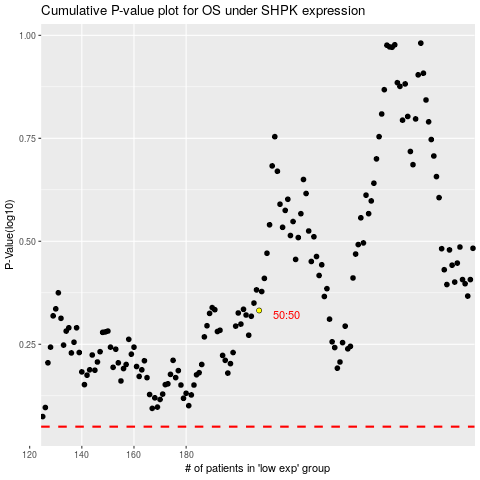 Cumulative P-value plot for OS under SHPK expression
1.00
0.75
0.50
0.25
P-Value(log10)
50:50
120 140 160 180
# of patients in 'low exp' group